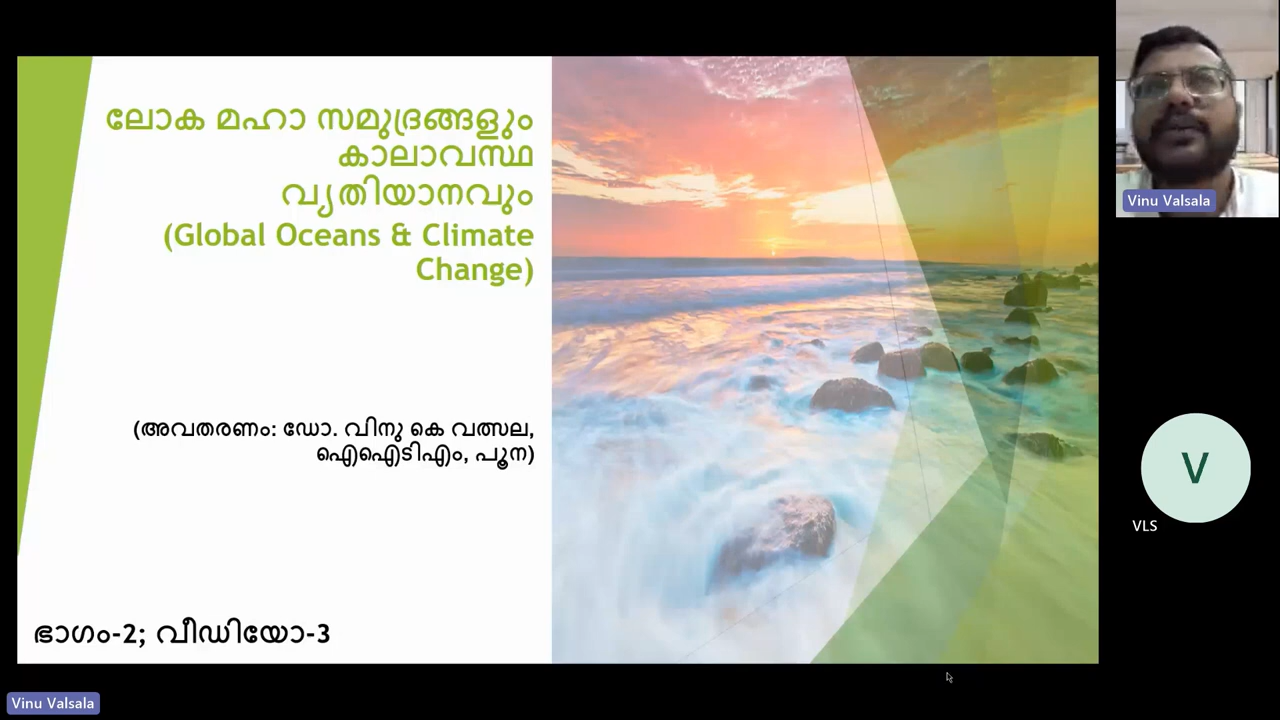 ലോക മഹാ സമുദ്രങ്ങളും
കാലാവസ്ഥ
വ്യതിയാനവും
(Global Oceans & Climate
Change)
(അവതരണം: ഡോ. വിനു കെ വത്സല,
ഐഐടിഎം, പൂന)
ഭാഗം-2; വീഡിയോ-3
Vinu Valsala
V
VLS
Vinu Valsala